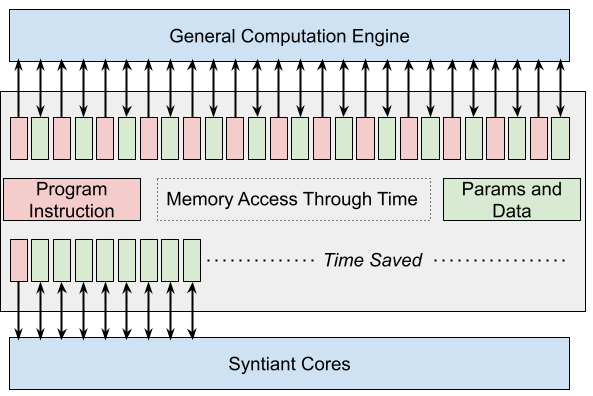 General Computation Engine
Program
Instruction
Memory Access Through Time
Params and
Data
Time Saved
Syntiant Cores